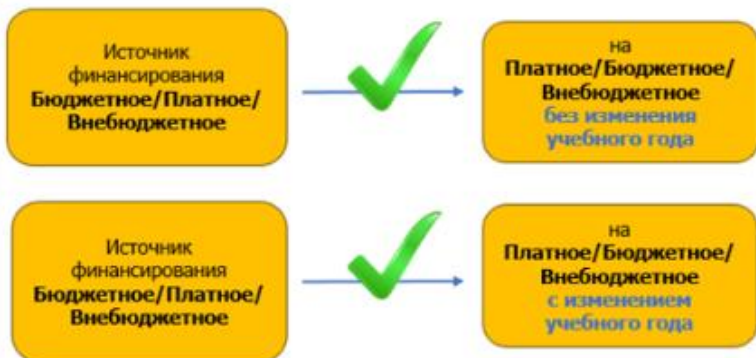 Источник
финансирования
Бюджетное/Платное/
Внебюджетное
на
Платное/Бюджетное/
Внебюджетное
без изменения
учебного года
Источник
финансирования
Бюджетное/Платное/
Внебюджетное
на
Платное/Бюджетное/
Внебюджетное
с изменением
учебного года